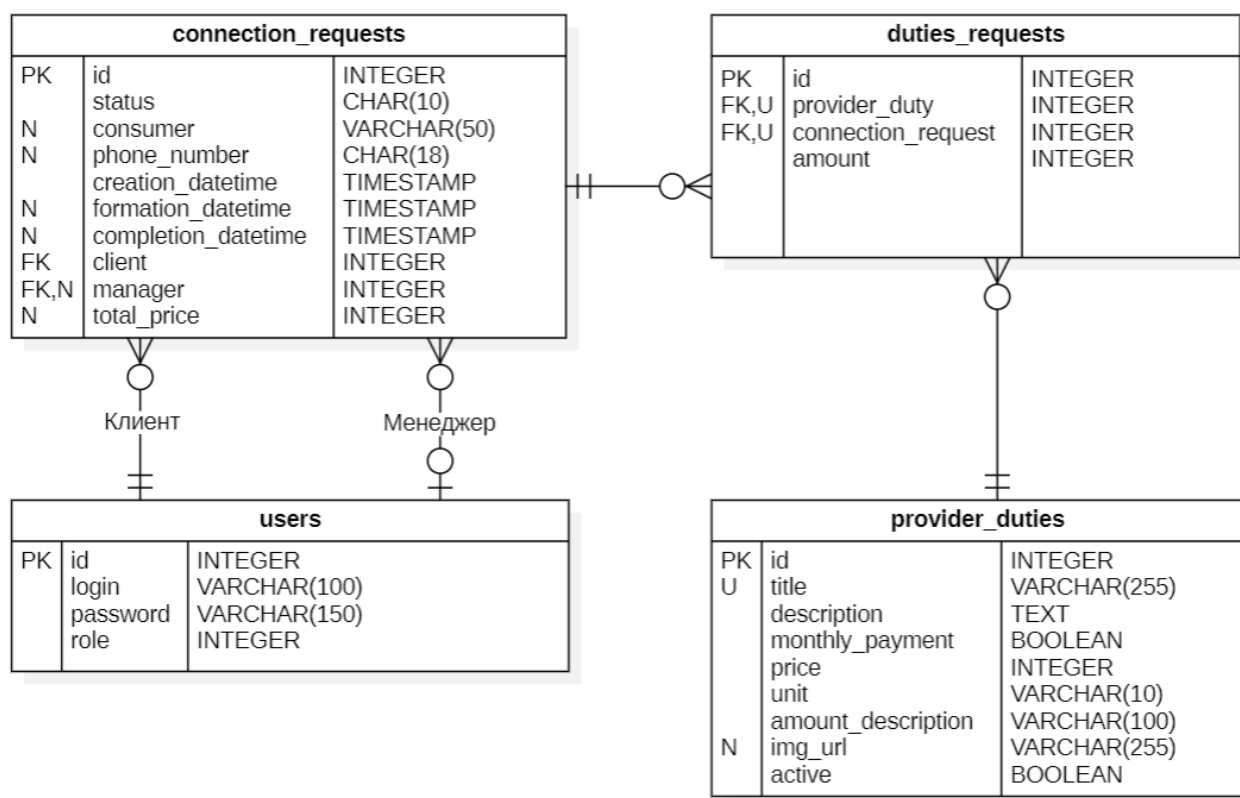 connection_requests
PK id INTEGER
status CHAR(10)
N consumer VARCHAR(50)
N phone_number CHAR(18)
creation_datetime TIMESTAMP
N formation_datetime TIMESTAMP
N completion_datetime TIMESTAMP
FK client INTEGER
FK,N manager INTEGER
N total_price INTEGER
duties_requests
PK id INTEGER
FK,U provider_duty INTEGER
FK,U connection_request INTEGER
amount INTEGER
Клиент
Менеджер
users
PK id INTEGER
login VARCHAR(100)
password VARCHAR(150)
role INTEGER
provider_duties
PK id INTEGER
U title VARCHAR(255)
description TEXT
monthly_payment BOOLEAN
price INTEGER
unit VARCHAR(10)
amount_description VARCHAR(100)
N img_url VARCHAR(255)
active BOOLEAN